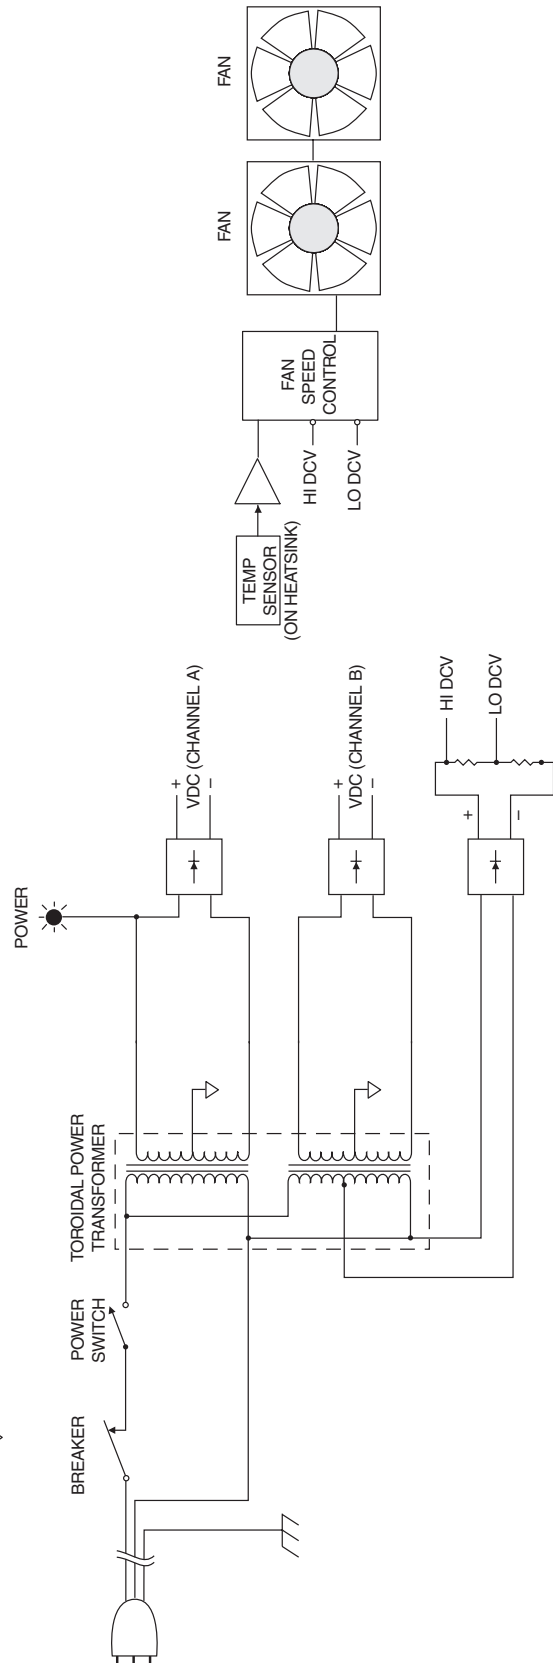 BREAKER
POWER
SWITCH
TOROIDAL POWER
TRANSFORMER
POWER
+
VDC (CHANNEL A)
–
+
VDC (CHANNEL B)
–
+
–
HI DCV
LO DCV
TEMP
SENSOR
(ON HEATSINK)
HI DCV
LO DCV
FAN
SPEED
CONTROL
FAN
FAN